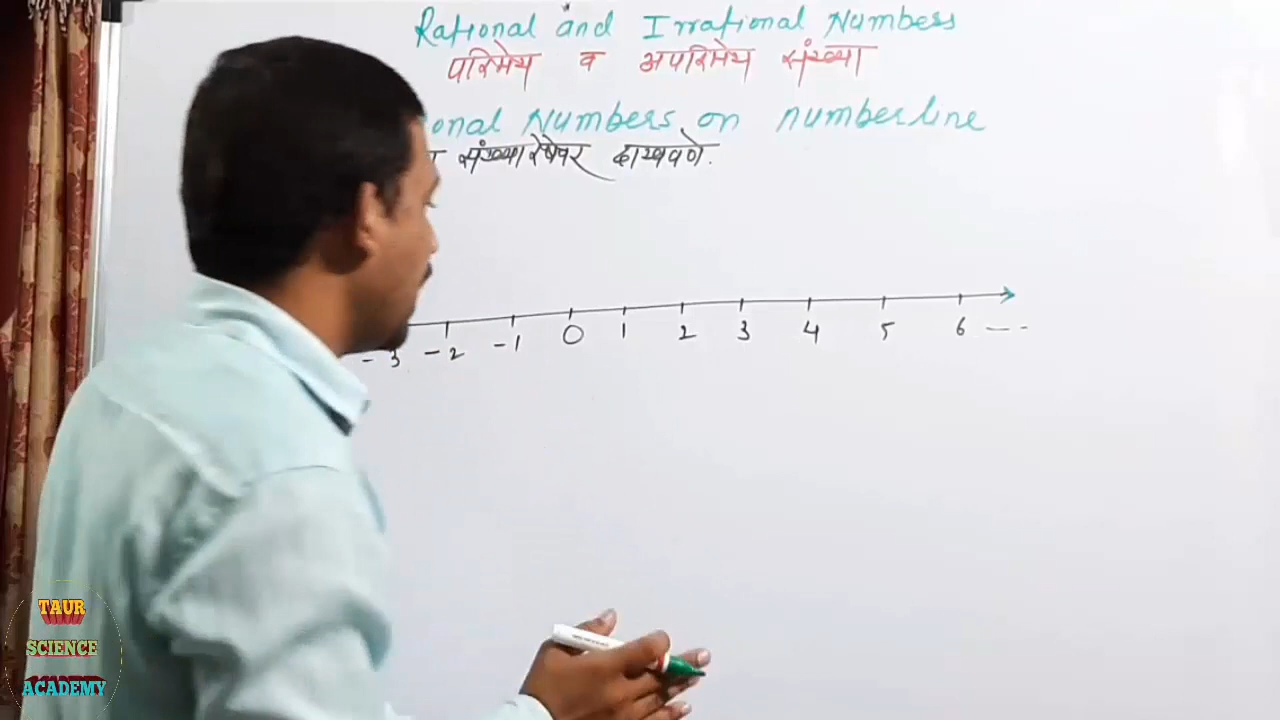 Rational and Irrational Numbers
परिमेय व अपरिमेय संख्या
onal Numbers on numberline
संख्यारेषेवर दाखवणे.
-3 -2 -1 0 1 2 3 4 5 6 ---
TAUR
SCIENCE
ACADEMY